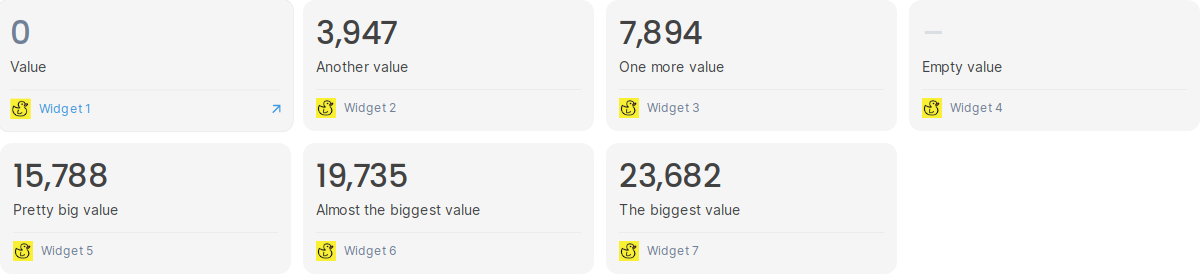 0
Value
Widget 1
3,947
Another value
Widget 2
7,894
One more value
Widget 3
–
Empty value
Widget 4
15,788
Pretty big value
Widget 5
19,735
Almost the biggest value
Widget 6
23,682
The biggest value
Widget 7